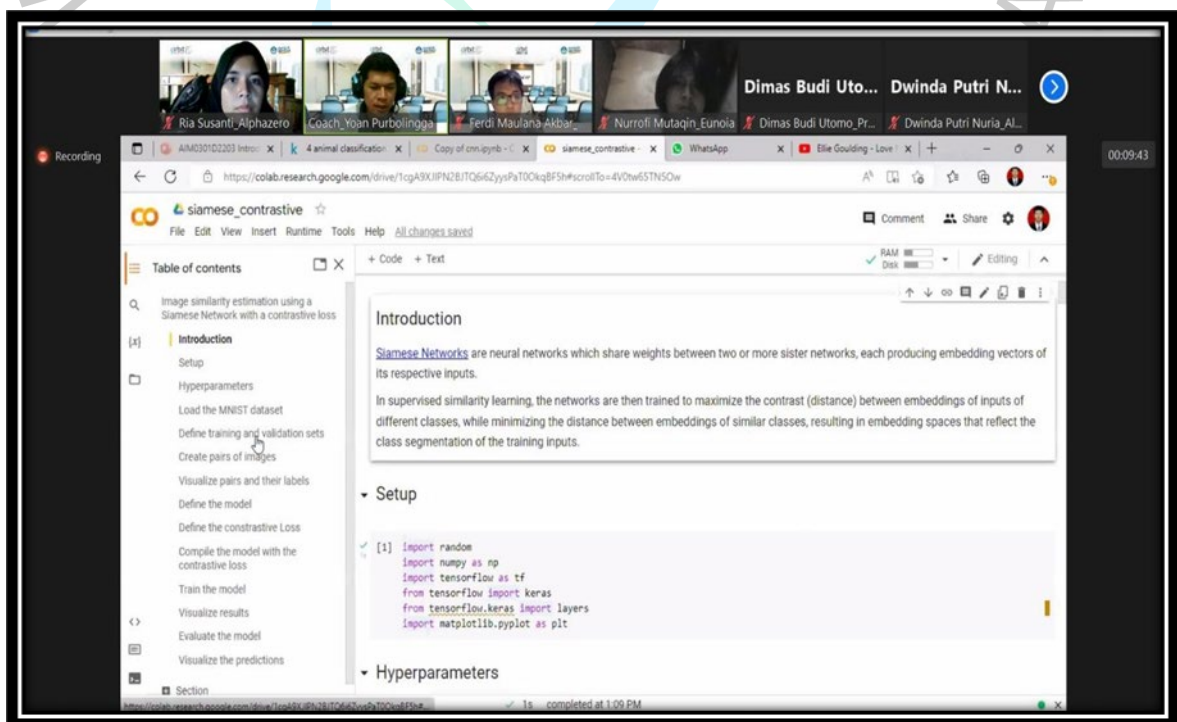 Dimas Budi Uto... Dwinda Putri N...
Ria Susanti_Alphazero Coach_Yoan Purbolingga Ferdi Maulana Akbar_ Nurrofi Mutaqin_Eunoia Dimas Budi Utomo_Pr... Dwinda Putri Nuria_Al...
Recording
00:09:43
AIM0301D2203 Introd 4 animal classification Copy of cnn.ipynb - C siamese_contrastive - WhatsApp Ellie Goulding - Love
siamese_contrastive
File Edit View Insert Runtime Tools Help All changes saved
Comment Share
+ Code + Text
RAM
Disk
Editing
Table of contents
Image similarity estimation using a
Siamese Network with a contrastive loss
Introduction
Setup
Hyperparameters
Load the MNIST dataset
Define training and validation sets
Create pairs of images
Visualize pairs and their labels
Define the model
Define the constrastive Loss
Compile the model with the
contrastive loss
Train the model
Visualize results
Evaluate the model
Visualize the predictions
Section
Introduction
Siamese Networks are neural networks which share weights between two or more sister networks, each producing embedding vectors of
its respective inputs.
In supervised similarity learning, the networks are then trained to maximize the contrast (distance) between embeddings of inputs of
different classes, while minimizing the distance between embeddings of similar classes, resulting in embedding spaces that reflect the
class segmentation of the training inputs.
Setup
[1] import random
import numpy as np
import tensorflow as tf
from tensorflow import keras
from tensorflow.keras import layers
import matplotlib.pyplot as plt
Hyperparameters
1s completed at 1:09 PM